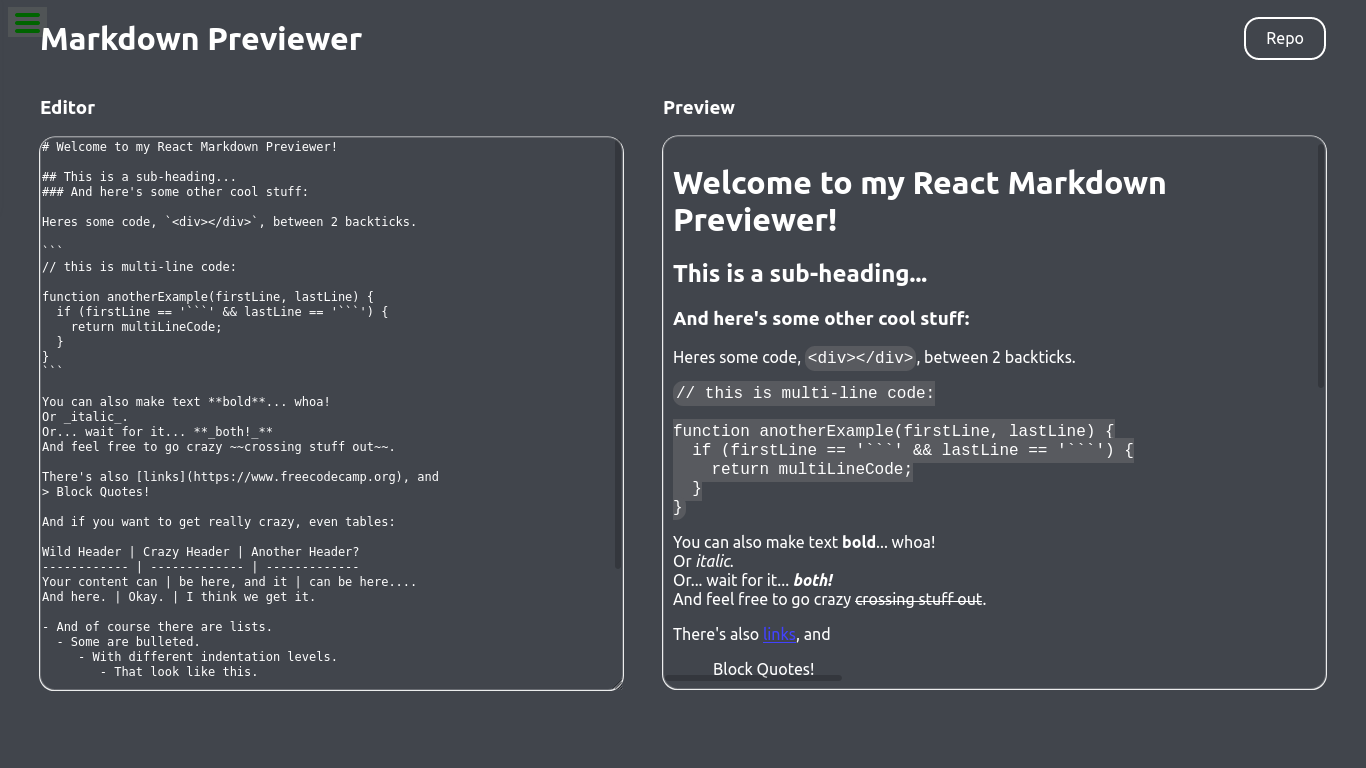 Markdown Previewer
Repo
Editor
# Welcome to my React Markdown Previewer!

## This is a sub-heading...
### And here's some other cool stuff:

Heres some code, `<div></div>`, between 2 backticks.

```
// this is multi-line code:

function anotherExample(firstLine, lastLine) {
  if (firstLine == '```' && lastLine == '```') {
    return multiLineCode;
  }
}
```

You can also make text **bold**... whoa!
Or _italic_.
Or... wait for it... **_both!_**
And feel free to go crazy ~~crossing stuff out~~.

There's also [links](https://www.freecodecamp.org), and
> Block Quotes!

And if you want to get really crazy, even tables:

Wild Header | Crazy Header | Another Header?
------------ | ------------- | -------------
Your content can | be here, and it | can be here....
And here. | Okay. | I think we get it.

- And of course there are lists.
  - Some are bulleted.
     - With different indentation levels.
        - That look like this.
Preview
Welcome to my React Markdown
Previewer!
This is a sub-heading...
And here's some other cool stuff:
Heres some code, <div></div>, between 2 backticks.
// this is multi-line code:

function anotherExample(firstLine, lastLine) {
  if (firstLine == '```' && lastLine == '```') {
    return multiLineCode;
  }
}
You can also make text bold... whoa!
Or italic.
Or... wait for it... both!
And feel free to go crazy crossing stuff out.
There's also links, and
Block Quotes!